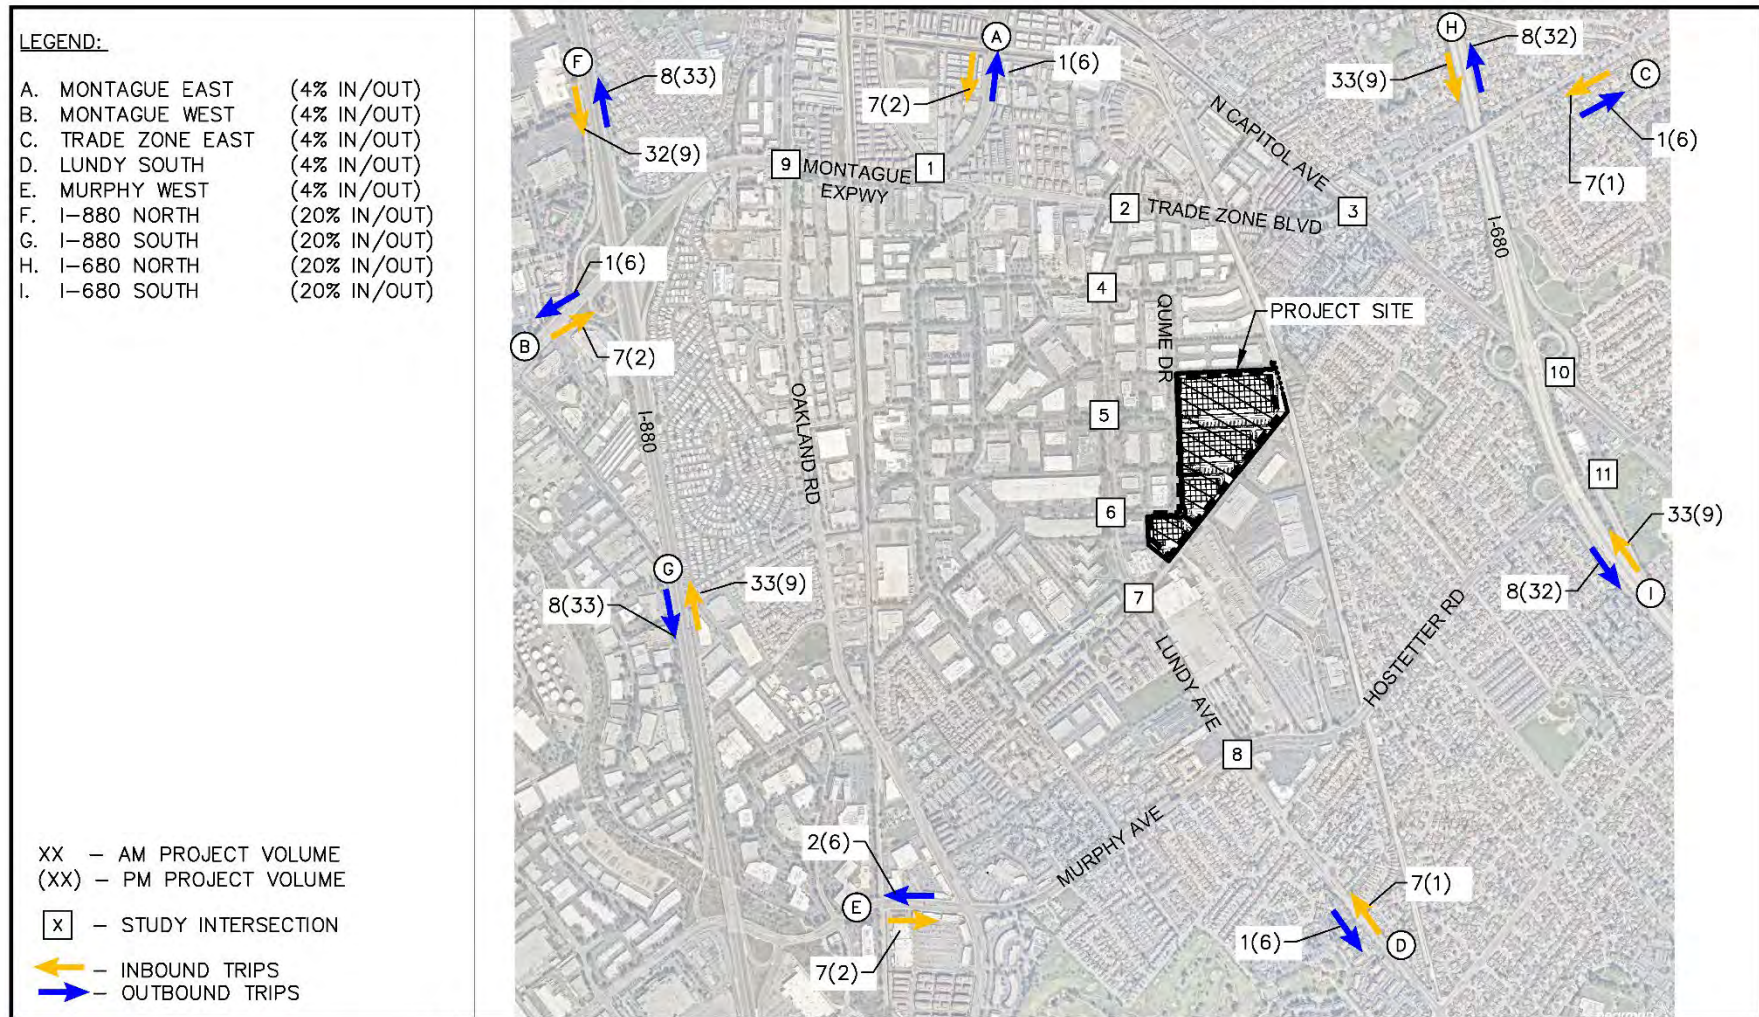 LEGEND:
A. MONTAGUE EAST (4% IN/OUT)
B. MONTAGUE WEST (4% IN/OUT)
C. TRADE ZONE EAST (4% IN/OUT)
D. LUNDY SOUTH (4% IN/OUT)
E. MURPHY WEST (4% IN/OUT)
F. I-880 NORTH (20% IN/OUT)
G. I-880 SOUTH (20% IN/OUT)
H. I-680 NORTH (20% IN/OUT)
I. I-680 SOUTH (20% IN/OUT)
XX – AM PROJECT VOLUME
(XX) – PM PROJECT VOLUME
X – STUDY INTERSECTION
– INBOUND TRIPS
– OUTBOUND TRIPS
F
8(33)
32(9)
A
1(6)
7(2)
H
8(32)
33(9)
C
1(6)
7(1)
N CAPITOL AVE
9
MONTAGUE
EXPWY
1
2
TRADE ZONE BLVD
3
I-680
1(6)
B
7(2)
4
QUME DR
PROJECT SITE
I-880
OAKLAND RD
5
10
6
11
33(9)
8(32)
I
G
33(9)
8(33)
7
LUNDY AVE
HOSTETTER RD
8
MURPHY AVE
2(6)
E
7(2)
7(1)
1(6)
D